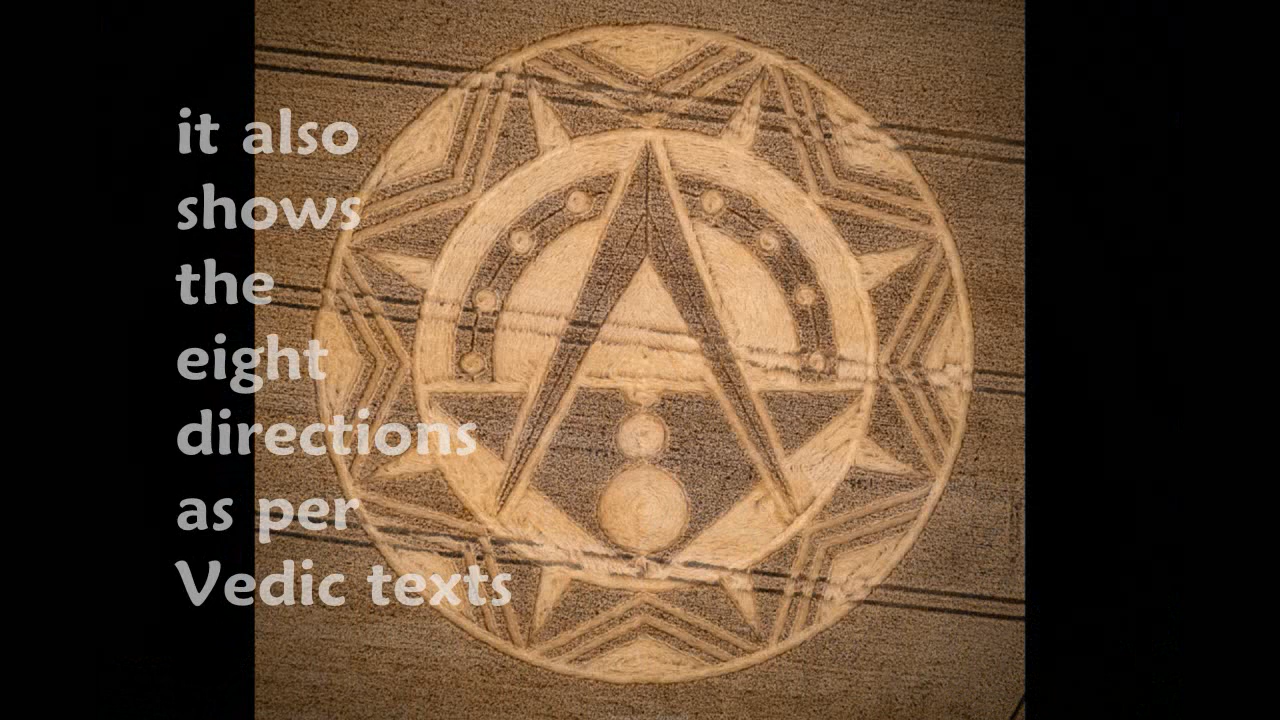 it also
shows
the
eight
directions
as per
Vedic texts